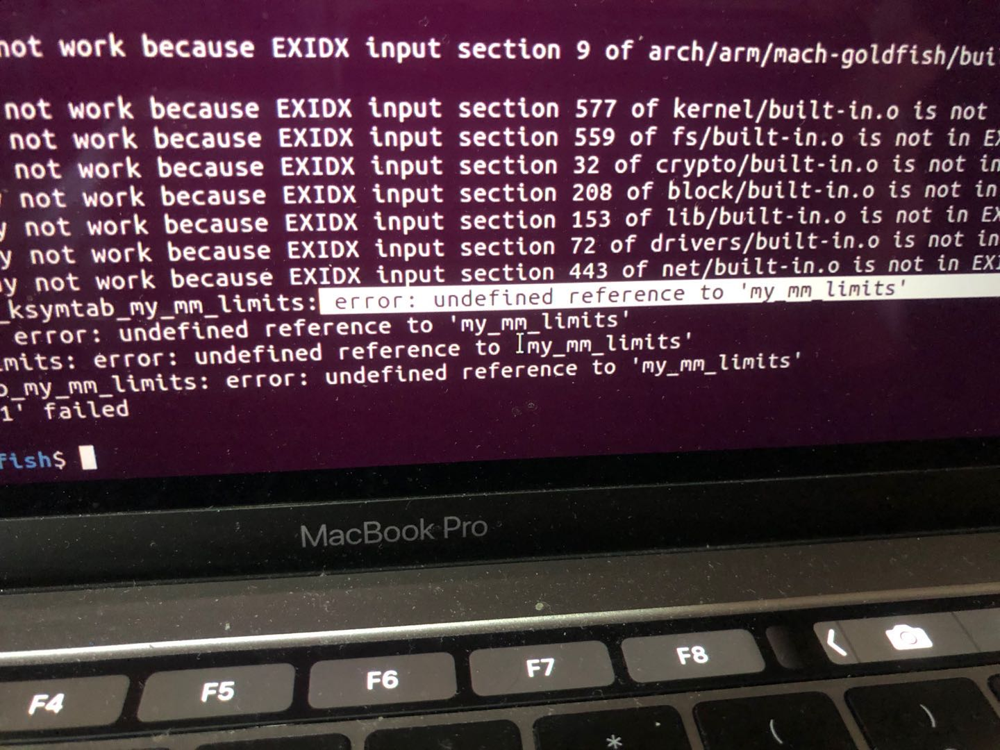 not work because EXIDX input section 9 of arch/arm/mach-goldfish/buil
not work because EXIDX input section 577 of kernel/built-in.o is not
not work because EXIDX input section 559 of fs/built-in.o is not in EX
not work because EXIDX input section 32 of crypto/built-in.o is not in
y not work because EXIDX input section 208 of block/built-in.o is not in
y not work because EXIDX input section 153 of lib/built-in.o is not in EX
y not work because EXIDX input section 72 of drivers/built-in.o is not in
ay not work because EXIDX input section 443 of net/built-in.o is not in EXI
_ksymtab_my_mm_limits: error: undefined reference to 'my_mm_limits'
error: undefined reference to 'my_mm_limits'
imits: error: undefined reference to 'my_mm_limits'
b_my_mm_limits: error: undefined reference to 'my_mm_limits'
1' failed
fish$
MacBook Pro
F4 F5 F6 F7 F8
* ( )